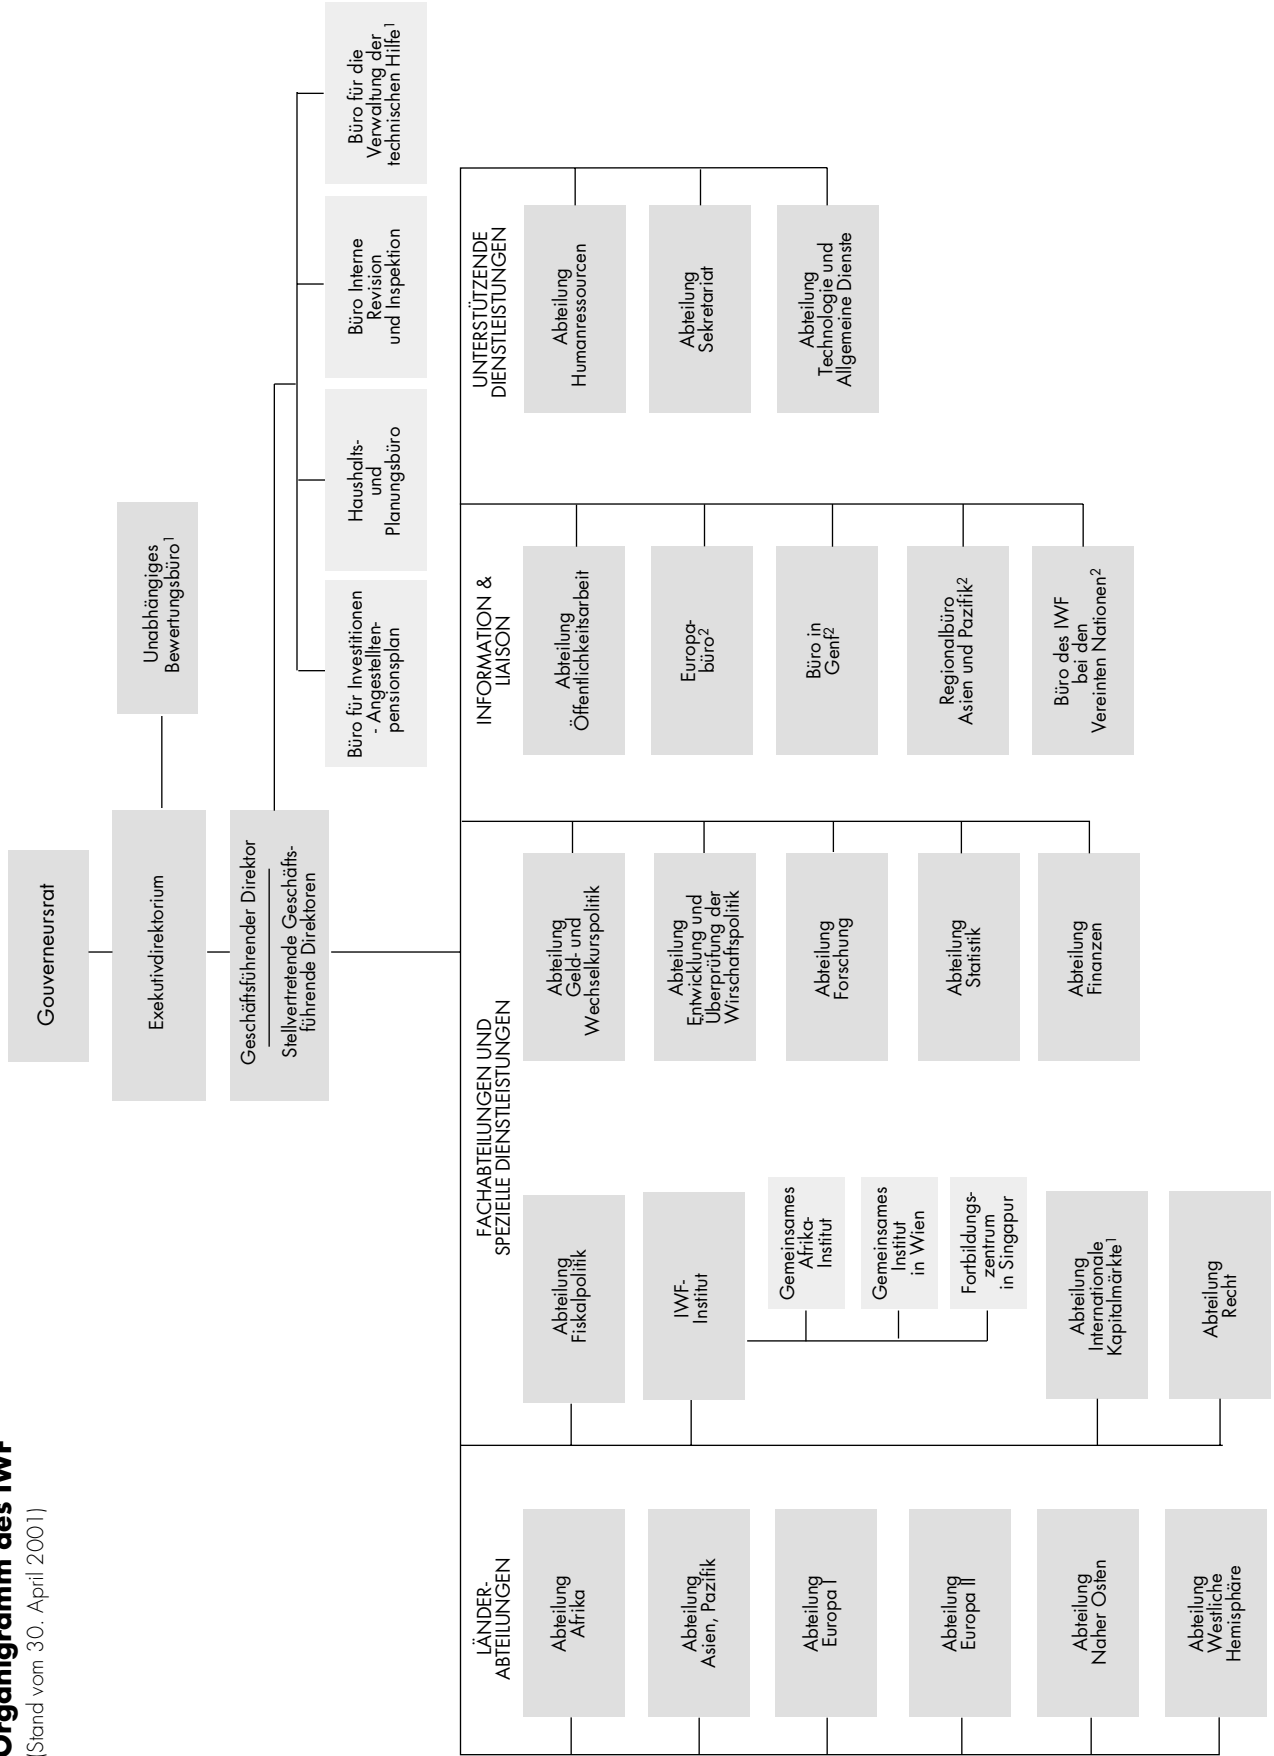 Organigramm des IWF
(Stand vom 30. April 2001)
Gouverneursrat
Exekutivdirektorium
Unabhängiges
Bewertungsbüro¹
Geschäftsführender Direktor
Stellvertretende Geschäfts-
führende Direktoren
Büro für Investitionen
- Angestellten-
pensionsplan
Haushalts-
und
Planungsbüro
Büro Interne
Revision
und Inspektion
Büro für die
Verwaltung der
technischen Hilfe¹
LÄNDER-
ABTEILUNGEN
Abteilung
Afrika
Abteilung
Asien, Pazifik
Abteilung
Europa I
Abteilung
Europa II
Abteilung
Naher Osten
Abteilung
Westliche
Hemisphäre
FACHABTEILUNGEN UND
SPEZIELLE DIENSTLEISTUNGEN
Abteilung
Fiskalpolitik
IWF-
Institut
Gemeinsames
Afrika-
Institut
Gemeinsames
Institut
in Wien
Fortbildungs-
zentrum
in Singapur
Abteilung
Internationale
Kapitalmärkte¹
Abteilung
Recht
Abteilung
Geld- und
Wechselkurspolitik
Abteilung
Entwicklung und
Überprüfung der
Wirschaftspolitik
Abteilung
Forschung
Abteilung
Statistik
Abteilung
Finanzen
INFORMATION &
LIAISON
Abteilung
Öffentlichkeitsarbeit
Europa-
büro²
Büro in
Genf²
Regionalbüro
Asien und Pazifik²
Büro des IWF
bei den
Vereinten Nationen²
UNTERSTÜTZENDE
DIENSTLEISTUNGEN
Abteilung
Humanressourcen
Abteilung
Sekretariat
Abteilung
Technologie und
Allgemeine Dienste